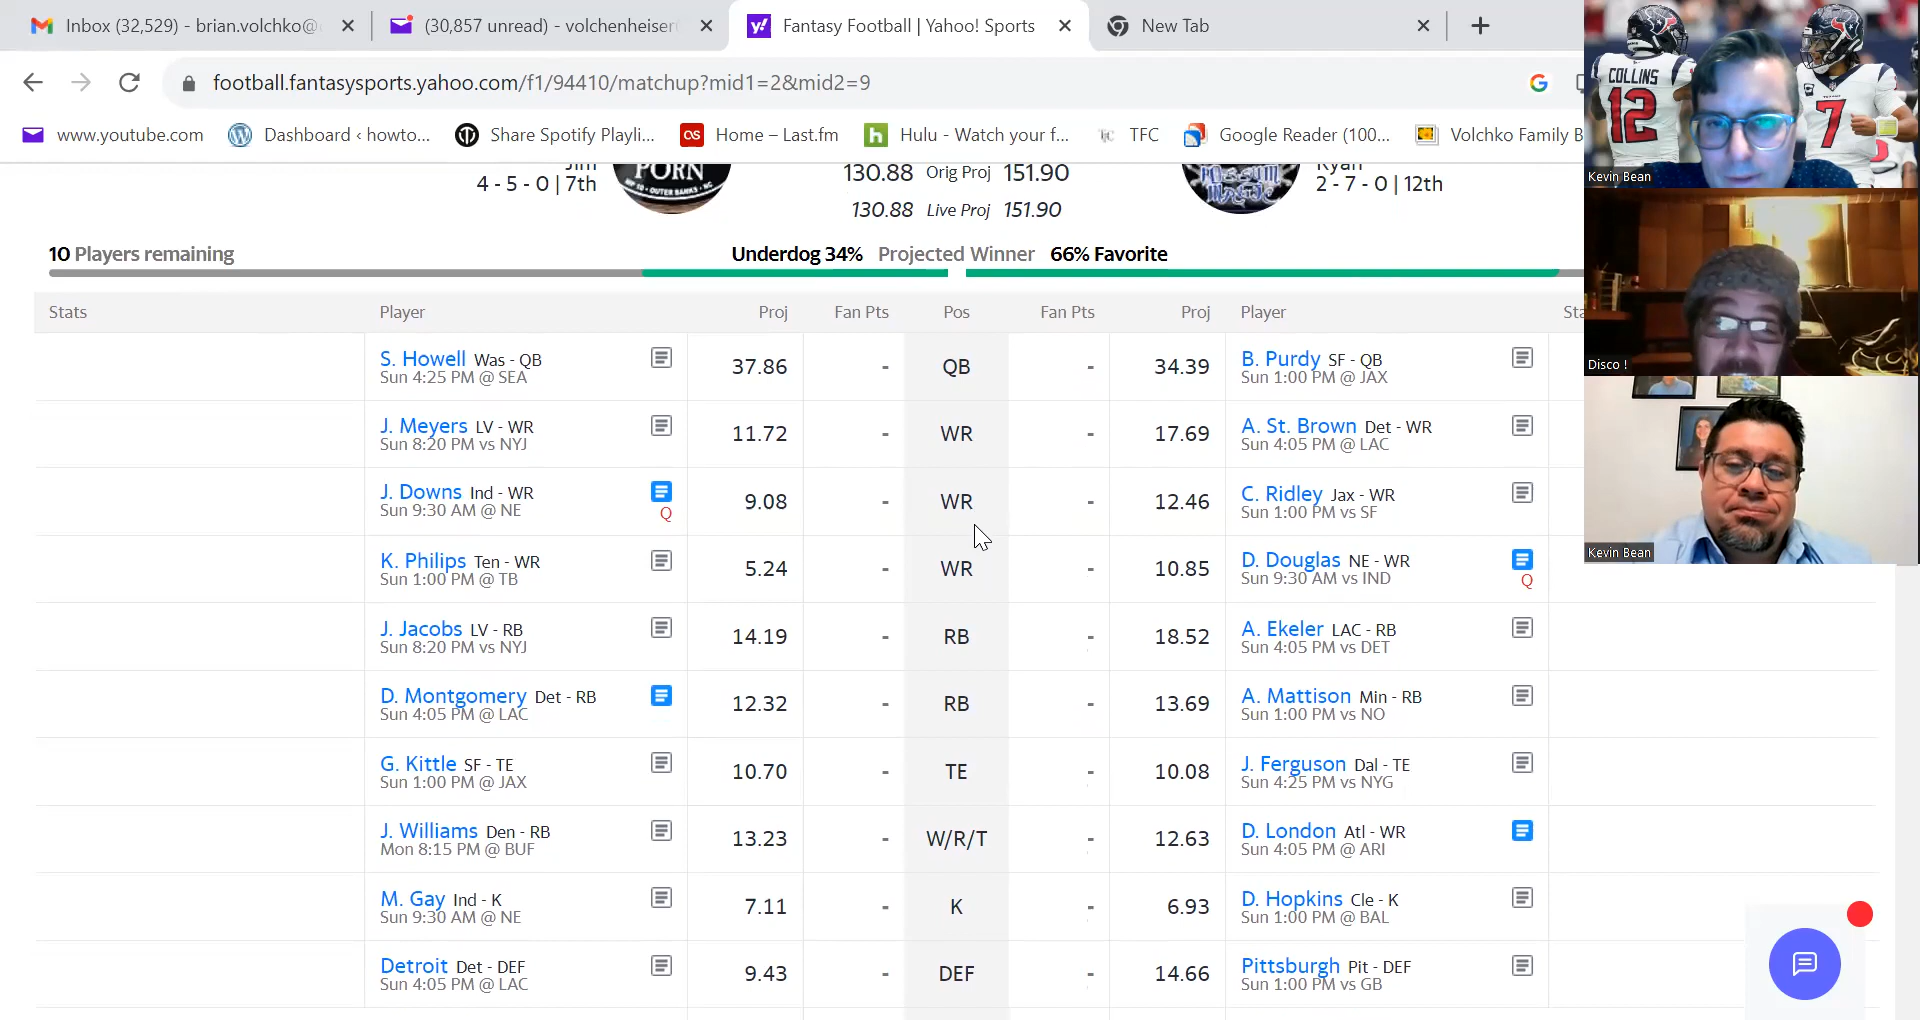 Inbox (32,529) - brian.volchko@
(30,857 unread) - volchenheiser
Fantasy Football | Yahoo! Sports
New Tab
football.fantasysports.yahoo.com/f1/94410/matchup?mid1=2&mid2=9
www.youtube.com
Dashboard ‹ howto...
Share Spotify Playli...
Home – Last.fm
Hulu - Watch your f...
TFC
Google Reader (100...
Volchko Family B
Jim
4 - 5 - 0 | 7th
PORN
MP 10 - OUTER BANKS - NC
130.88 Orig Proj 151.90
130.88 Live Proj 151.90
POSSUM MAGIC
Ryan
2 - 7 - 0 | 12th
10 Players remaining
Underdog 34% Projected Winner 66% Favorite
Stats Player Proj Fan Pts Pos Fan Pts Proj Player Sta
S. Howell Was - QB 37.86 - QB - 34.39 B. Purdy SF - QB
Sun 4:25 PM @ SEA Sun 1:00 PM @ JAX
J. Meyers LV - WR 11.72 - WR - 17.69 A. St. Brown Det - WR
Sun 8:20 PM vs NYJ Sun 4:05 PM @ LAC
J. Downs Ind - WR 9.08 - WR - 12.46 C. Ridley Jax - WR
Sun 9:30 AM @ NE Q Sun 1:00 PM vs SF
K. Philips Ten - WR 5.24 - WR - 10.85 D. Douglas NE - WR
Sun 1:00 PM @ TB Sun 9:30 AM vs IND Q
J. Jacobs LV - RB 14.19 - RB - 18.52 A. Ekeler LAC - RB
Sun 8:20 PM vs NYJ Sun 4:05 PM vs DET
D. Montgomery Det - RB 12.32 - RB - 13.69 A. Mattison Min - RB
Sun 4:05 PM @ LAC Sun 1:00 PM vs NO
G. Kittle SF - TE 10.70 - TE - 10.08 J. Ferguson Dal - TE
Sun 1:00 PM @ JAX Sun 4:25 PM vs NYG
J. Williams Den - RB 13.23 - W/R/T - 12.63 D. London Atl - WR
Mon 8:15 PM @ BUF Sun 4:05 PM @ ARI
M. Gay Ind - K 7.11 - K - 6.93 D. Hopkins Cle - K
Sun 9:30 AM @ NE Sun 1:00 PM @ BAL
Detroit Det - DEF 9.43 - DEF - 14.66 Pittsburgh Pit - DEF
Sun 4:05 PM @ LAC Sun 1:00 PM vs GB
COLLINS
12
7
Kevin Bean
Disco !
Kevin Bean